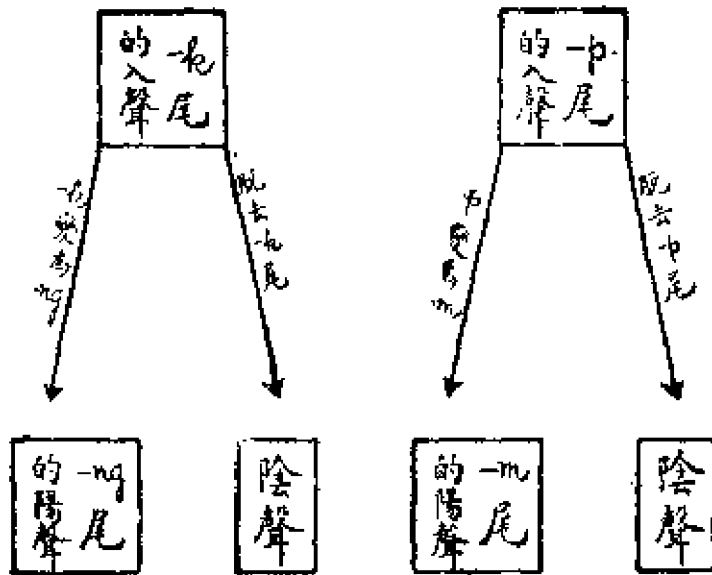 -k尾
的入聲
-p尾
的入聲
-k變為-ng
脫去-k尾
-p變為-m
脫去-p尾
-ng尾
的陽聲
陰聲
-m尾
的陽聲
陰聲